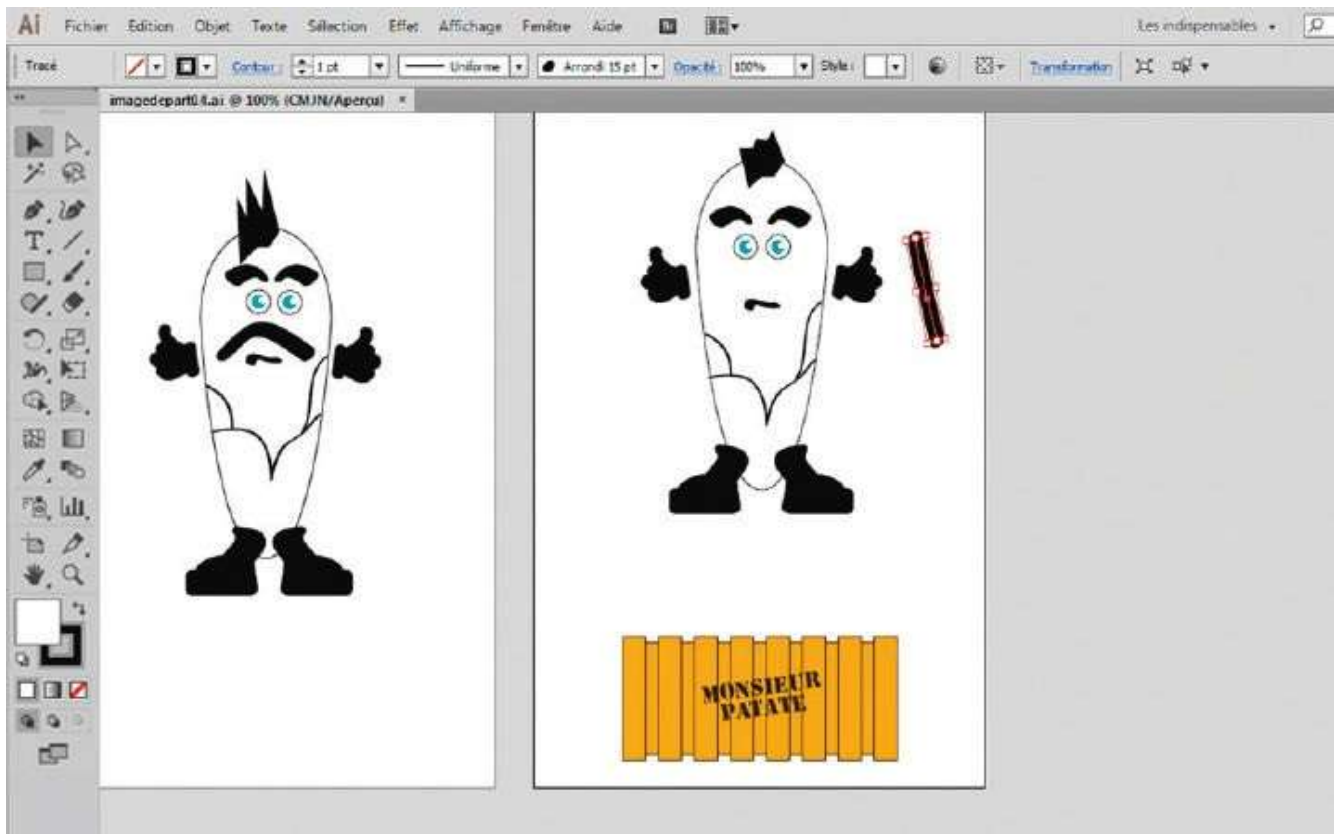 Ai Fichier Edition Objet Texte Sélection Effet Affichage Fenêtre Aide Br Les indispensables
Tracé Contour : 1 pt Uniforme Arrondi 15 pt Opacité : 100% Style : Transformation
imagedepart04.ai @ 100% (CMJN/Aperçu) ×
T
MONSIEUR
PATATE